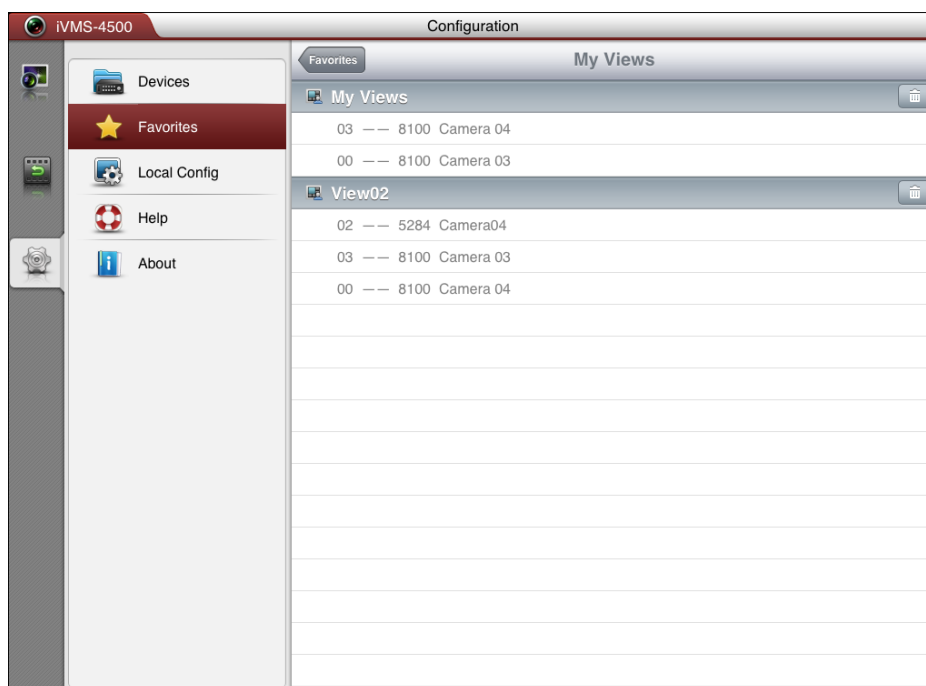 iVMS-4500
Configuration
Devices
Favorites
Local Config
Help
About
Favorites
My Views
My Views
03 —— 8100 Camera 04
00 —— 8100 Camera 03
View02
02 —— 5284 Camera04
03 —— 8100 Camera 03
00 —— 8100 Camera 04